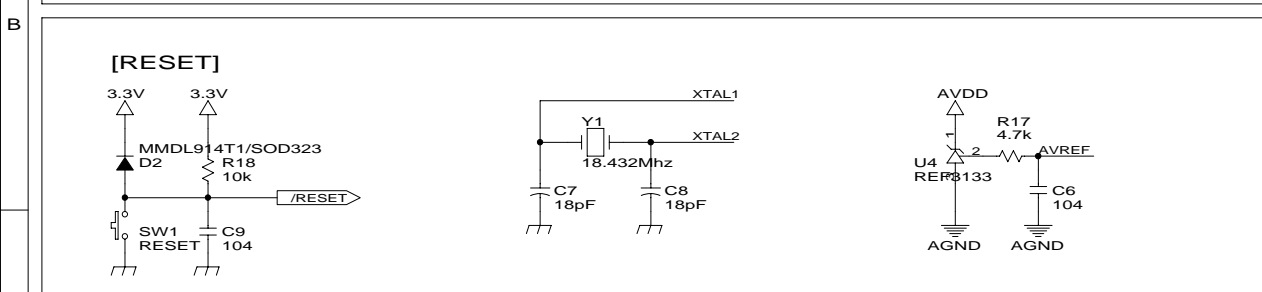 B
[RESET]
3.3V 3.3V
MMDL914T1/SOD323
D2
R18
10k
/RESET
SW1
RESET
C9
104
XTAL1
Y1
XTAL2
18.432Mhz
C7
18pF
C8
18pF
AVDD
R17
4.7k
1
2
AVREF
U4
REF3133
C6
104
AGND AGND